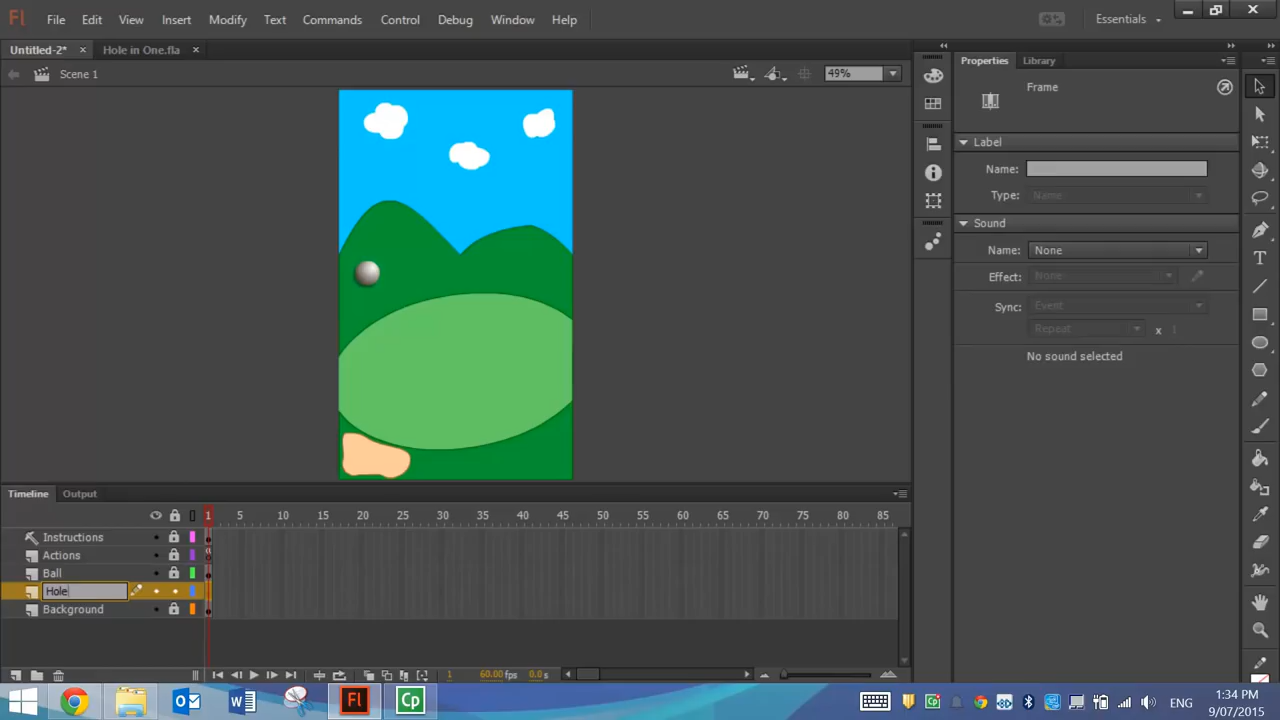 Fl File Edit View Insert Modify Text Commands Control Debug Window Help Essentials
Untitled-2* × Hole in One.fla ×
Scene 1 49%
Properties Library
Frame
Label
Name:
Type: Name
Sound
Name: None
Effect: None
Sync: Event
Repeat x 1
No sound selected
Timeline Output
1 5 10 15 20 25 30 35 40 45 50 55 60 65 70 75 80 85
Instructions
Actions
Ball
Hole
Background
1 60.00 fps 0.0 s
Fl Cp ENG 1:34 PM
9/07/2015